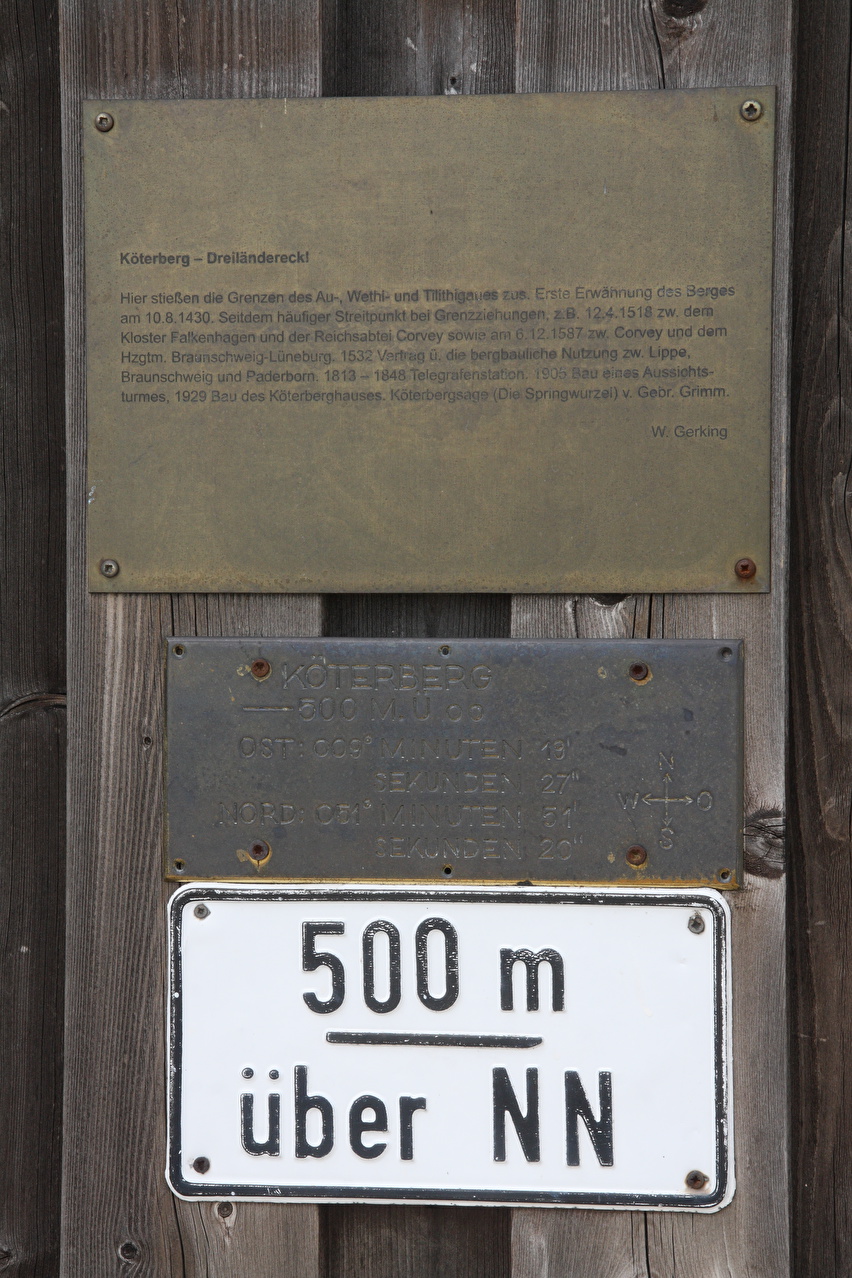 Köterberg – Dreiländereck!
Hier stießen die Grenzen des Au-, Wethi- und Tilithigaues zus. Erste Erwähnung des Berges
am 10.8.1430. Seitdem häufiger Streitpunkt bei Grenzziehungen, z.B. 12.4.1518 zw. dem
Kloster Falkenhagen und der Reichsabtei Corvey sowie am 6.12.1587 zw. Corvey und dem
Hzgtm. Braunschweig-Lüneburg. 1532 Vertrag ü. die bergbauliche Nutzung zw. Lippe,
Braunschweig und Paderborn. 1813 – 1848 Telegrafenstation. 1905 Bau eines Aussichts-
turmes, 1929 Bau des Köterberghauses. Köterbergsage (Die Springwurzel) v. Gebr. Grimm.
W. Gerking
KÖTERBERG
500 M. Ü
OST: 009° MINUTEN 19'
SEKUNDEN 27"
N
W O
NORD: 051° MINUTEN 51'
S
SEKUNDEN 20"
500 m
über NN